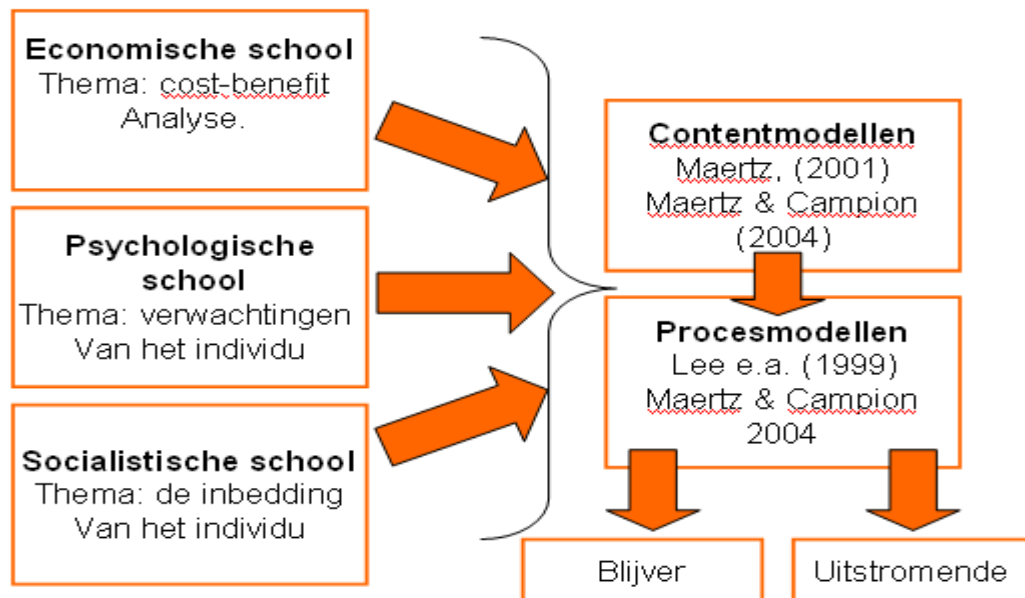 Economische school
Thema: cost-benefit
Analyse.
Psychologische
school
Thema: verwachtingen
Van het individu
Socialistische school
Thema: de inbedding
Van het individu
Contentmodellen
Maertz, (2001)
Maertz & Campion
(2004)
Procesmodellen
Lee e.a. (1999)
Maertz & Campion
2004
Blijver
Uitstromende